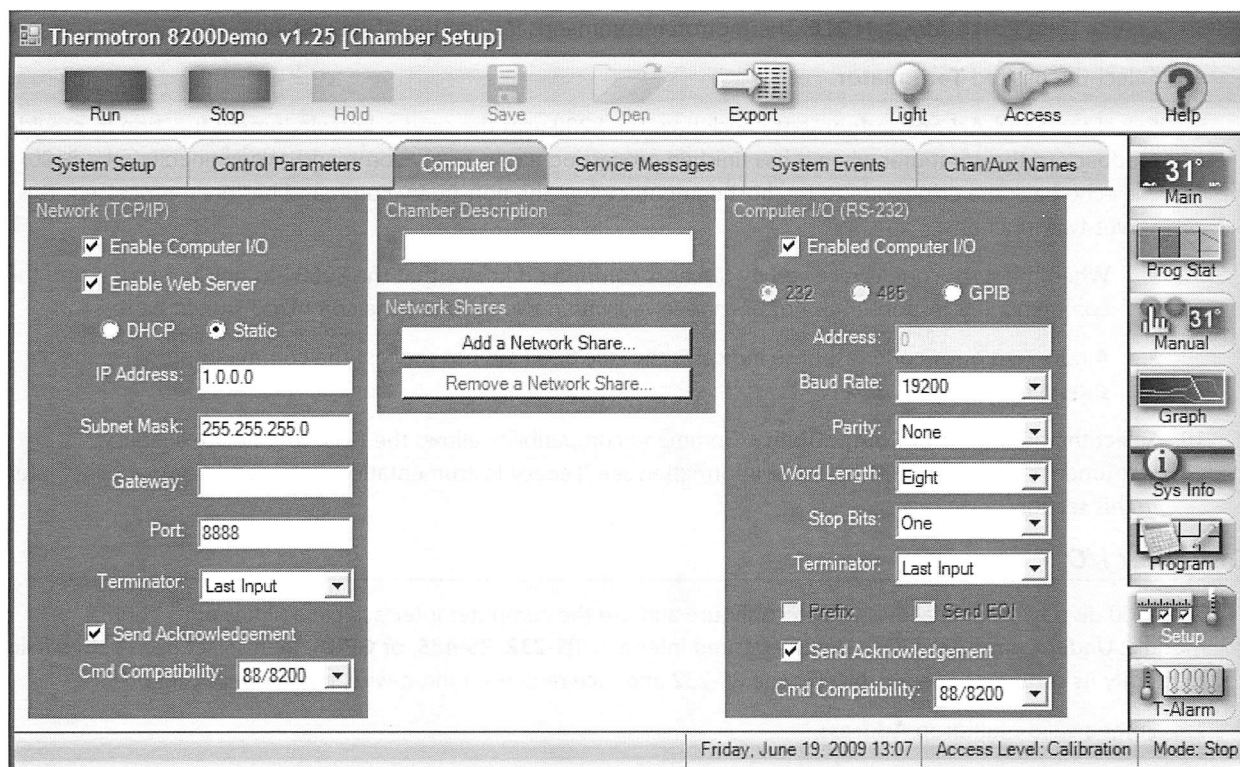 Thermotron 8200Demo v1.25 [Chamber Setup]
Run
Stop
Hold
Save
Open
Export
Light
Access
Help
System Setup
Control Parameters
Computer IO
Service Messages
System Events
Chan/Aux Names
Network (TCP/IP)
Enable Computer I/O
Enable Web Server
DHCP
Static
IP Address: 1.0.0.0
Subnet Mask: 255.255.255.0
Gateway:
Port: 8888
Terminator: Last Input
Send Acknowledgement
Cmd Compatibility: 88/8200
Chamber Description
Network Shares
Add a Network Share...
Remove a Network Share...
Computer I/O (RS-232)
Enabled Computer I/O
232
485
GPIB
Address: 0
Baud Rate: 19200
Parity: None
Word Length: Eight
Stop Bits: One
Terminator: Last Input
Prefix
Send EOI
Send Acknowledgement
Cmd Compatibility: 88/8200
31°
Main
Prog Stat
31°
Manual
Graph
Sys Info
Program
Setup
T-Alarm
Friday, June 19, 2009 13:07
Access Level: Calibration
Mode: Stop